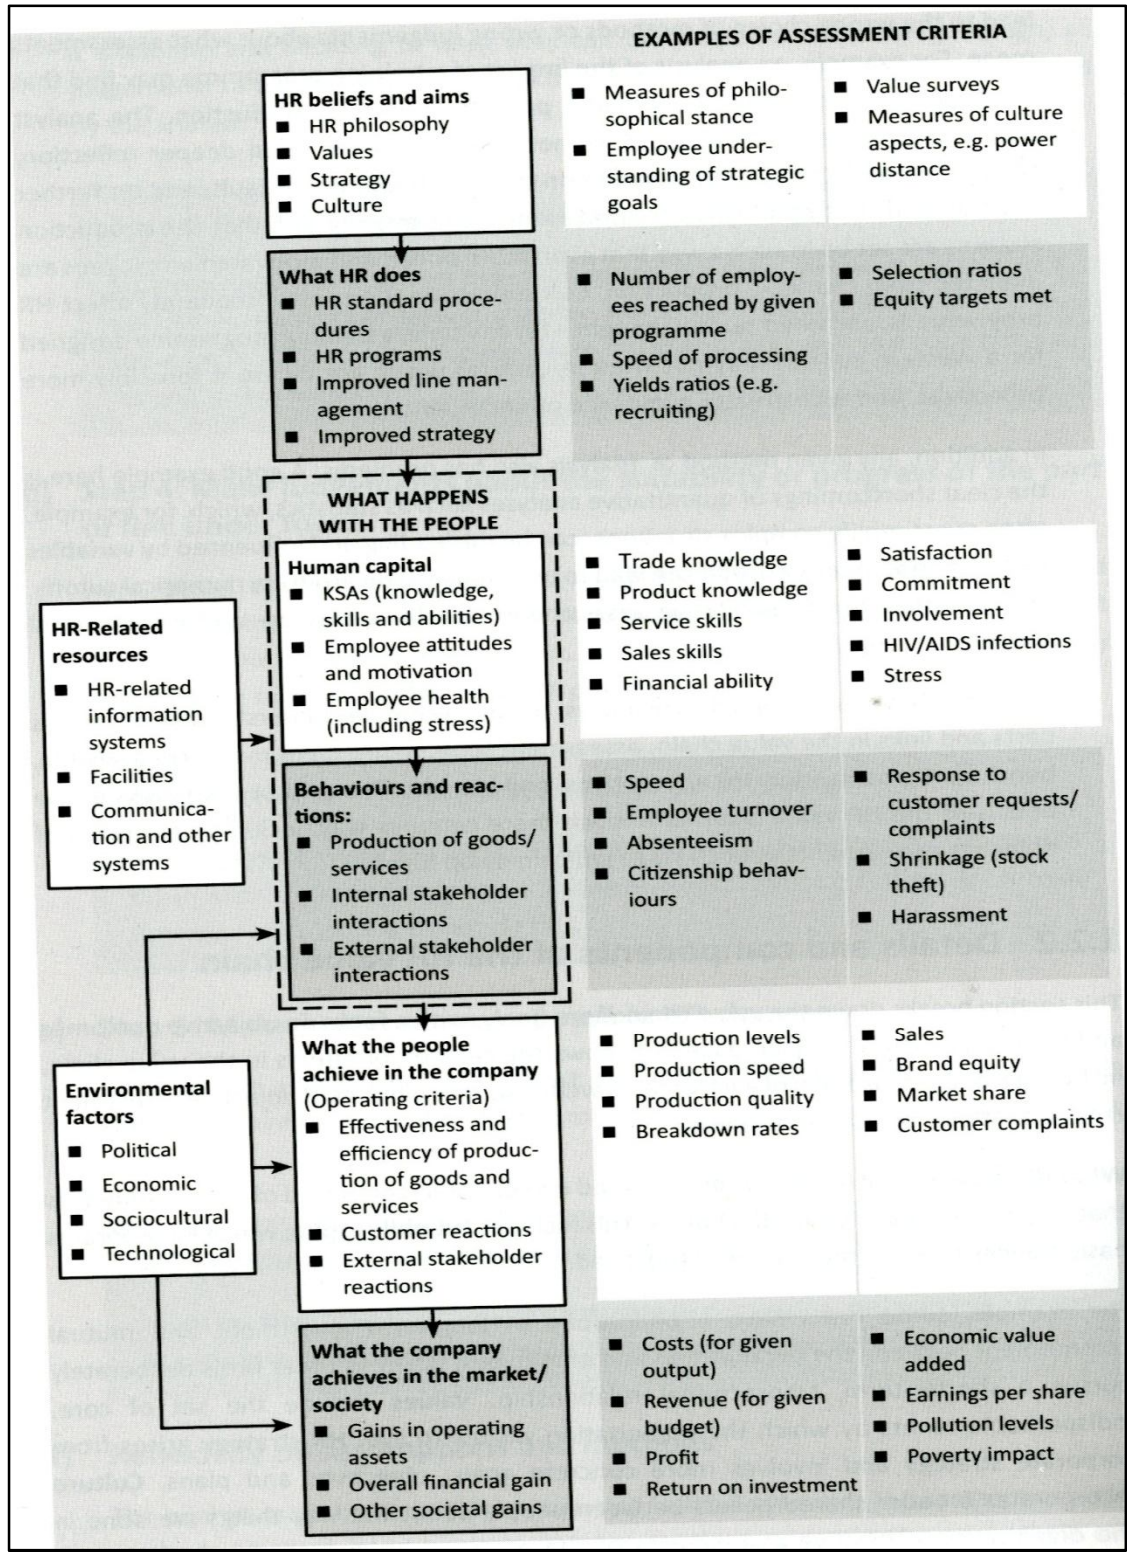 EXAMPLES OF ASSESSMENT CRITERIA
HR beliefs and aims
■ HR philosophy
■ Values
■ Strategy
■ Culture
■ Measures of philo-
sophical stance
■ Employee under-
standing of strategic
goals
■ Value surveys
■ Measures of culture
aspects, e.g. power
distance
What HR does
■ HR standard proce-
dures
■ HR programs
■ Improved line man-
agement
■ Improved strategy
■ Number of employ-
ees reached by given
programme
■ Speed of processing
■ Yields ratios (e.g.
recruiting)
■ Selection ratios
■ Equity targets met
WHAT HAPPENS
WITH THE PEOPLE
Human capital
■ KSAs (knowledge,
skills and abilities)
■ Employee attitudes
and motivation
■ Employee health
(including stress)
■ Trade knowledge
■ Product knowledge
■ Service skills
■ Sales skills
■ Financial ability
■ Satisfaction
■ Commitment
■ Involvement
■ HIV/AIDS infections
■ Stress
HR-Related
resources
■ HR-related
information
systems
■ Facilities
■ Communica-
tion and other
systems
Behaviours and reac-
tions:
■ Production of goods/
services
■ Internal stakeholder
interactions
■ External stakeholder
interactions
■ Speed
■ Employee turnover
■ Absenteeism
■ Citizenship behav-
iours
■ Response to
customer requests/
complaints
■ Shrinkage (stock
theft)
■ Harassment
Environmental
factors
■ Political
■ Economic
■ Sociocultural
■ Technological
What the people
achieve in the company
(Operating criteria)
■ Effectiveness and
efficiency of produc-
tion of goods and
services
■ Customer reactions
■ External stakeholder
reactions
■ Production levels
■ Production speed
■ Production quality
■ Breakdown rates
■ Sales
■ Brand equity
■ Market share
■ Customer complaints
What the company
achieves in the market/
society
■ Gains in operating
assets
■ Overall financial gain
■ Other societal gains
■ Costs (for given
output)
■ Revenue (for given
budget)
■ Profit
■ Return on investment
■ Economic value
added
■ Earnings per share
■ Pollution levels
■ Poverty impact